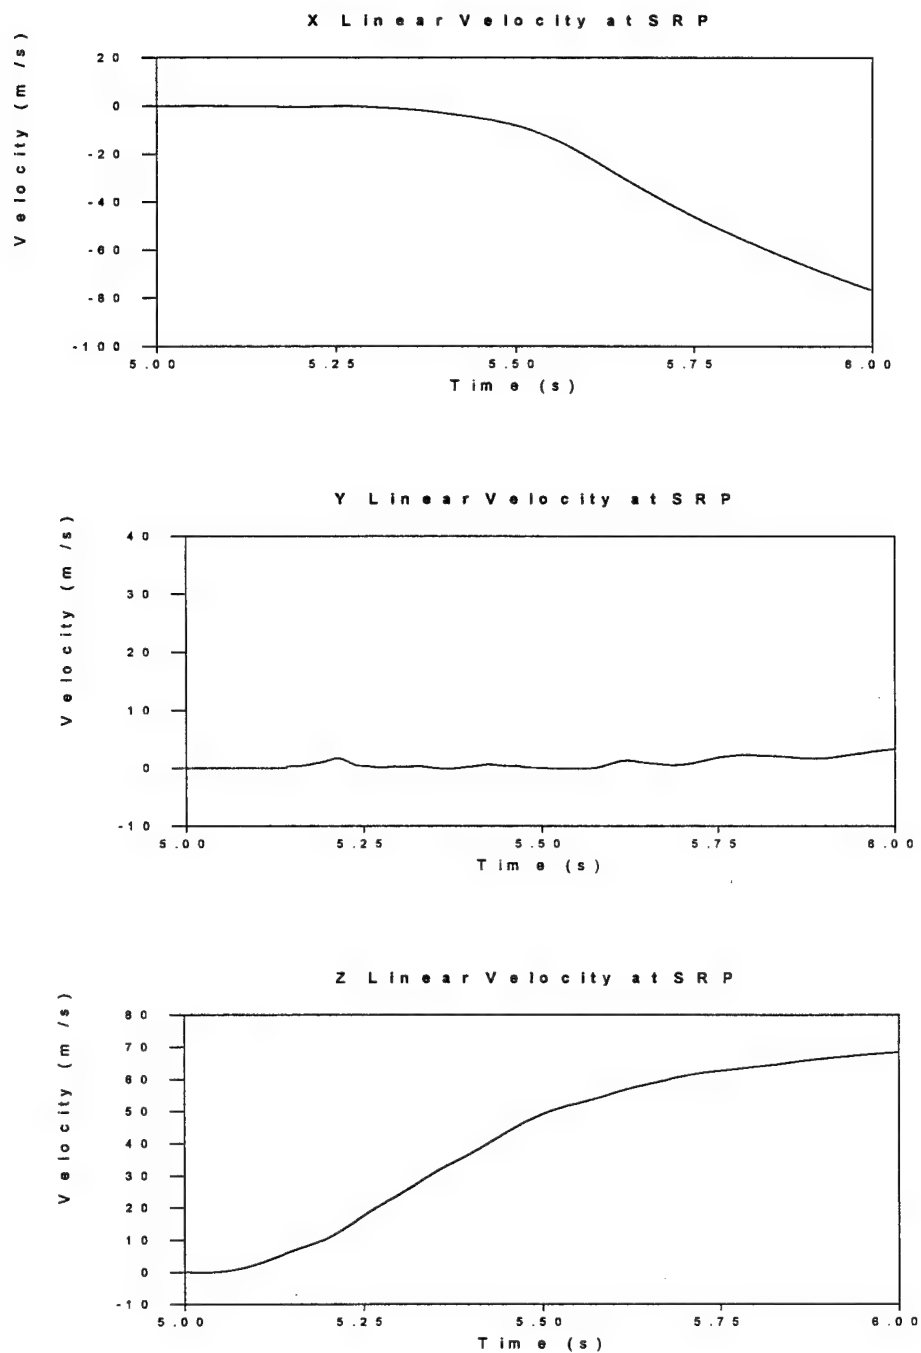 X Linear Velocity at SRP
Velocity (m/s)
20
0
-20
-40
-60
-80
-100
5.00 5.25 5.50 5.75 6.00
Time (s)
Y Linear Velocity at SRP
Velocity (m/s)
40
30
20
10
0
-10
5.00 5.25 5.50 5.75 6.00
Time (s)
Z Linear Velocity at SRP
Velocity (m/s)
80
70
60
50
40
30
20
10
0
-10
5.00 5.25 5.50 5.75 6.00
Time (s)